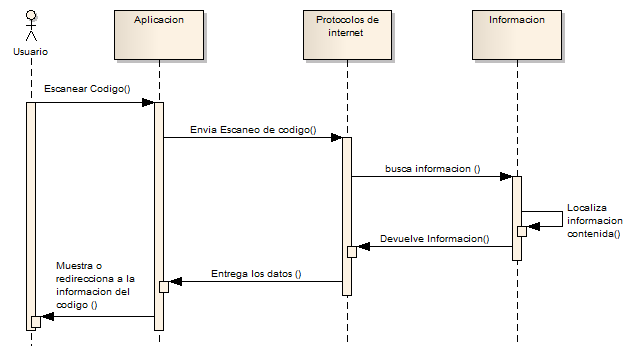 Aplicacion
Protocolos de
internet
Informacion
Usuario
Escanear Codigo()
Envia Escaneo de codigo()
busca informacion ()
Localiza
informacion
contenida()
Devuelve Informacion()
Entrega los datos ()
Muestra o
redirecciona a la
informacion del
codigo ()